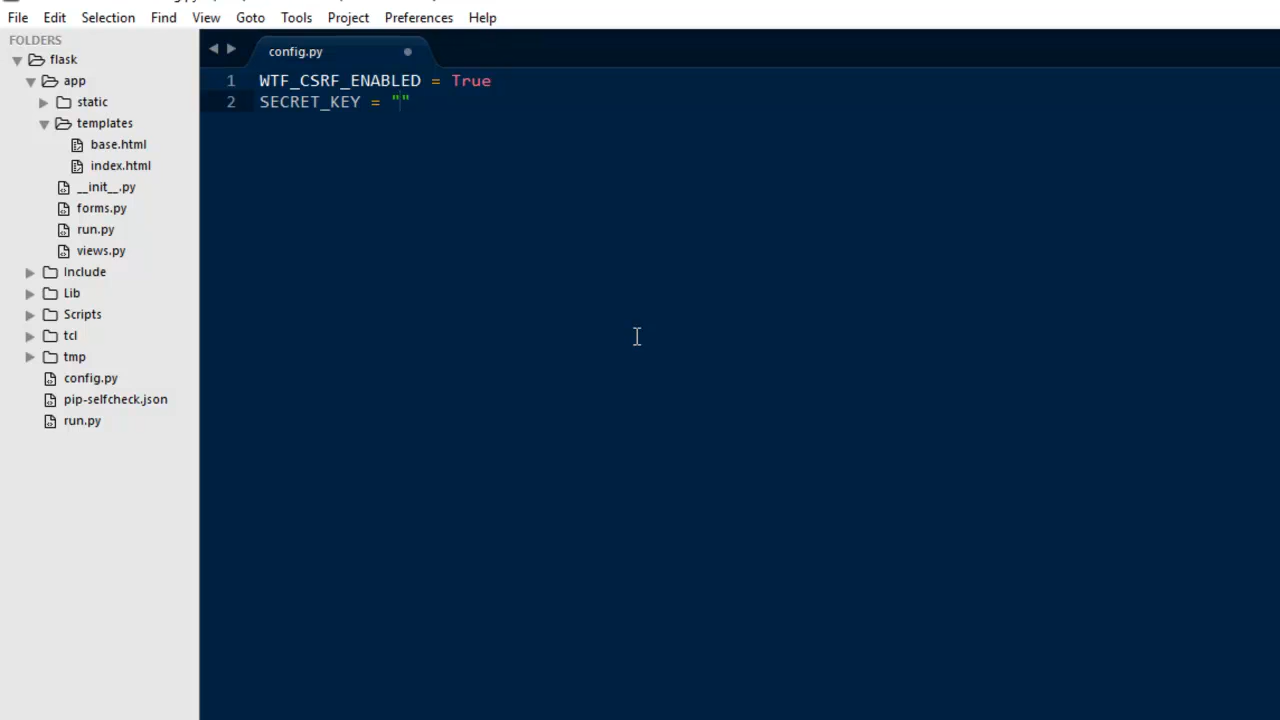 File Edit Selection Find View Goto Tools Project Preferences Help
FOLDERS
flask
app
static
templates
base.html
index.html
__init__.py
forms.py
run.py
views.py
Include
Lib
Scripts
tcl
tmp
config.py
pip-selfcheck.json
run.py
config.py
1 WTF_CSRF_ENABLED = True
2 SECRET_KEY = ""